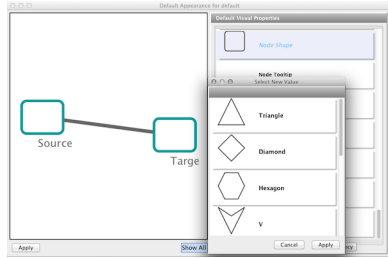 Default Appearance for default
Default Visual Properties
Node Shape
Node Tooltip
Select New Value
Triangle
Diamond
Hexagon
V
Source
Targe
Cancel
Apply
Apply
Show All